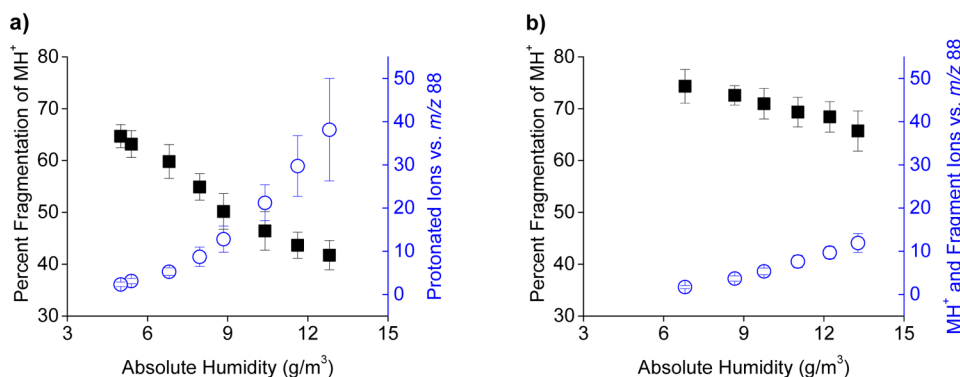 a)
Percent Fragmentation of MH⁺
80
70
60
50
40
30
50
40
30
20
10
0
Protonated Ions vs. m/z 88
3 6 9 12 15
Absolute Humidity (g/m³)
b)
Percent Fragmentation of MH⁺
80
70
60
50
40
30
50
40
30
20
10
0
MH⁺ and Fragment Ions vs. m/z 88
3 6 9 12 15
Absolute Humidity (g/m³)